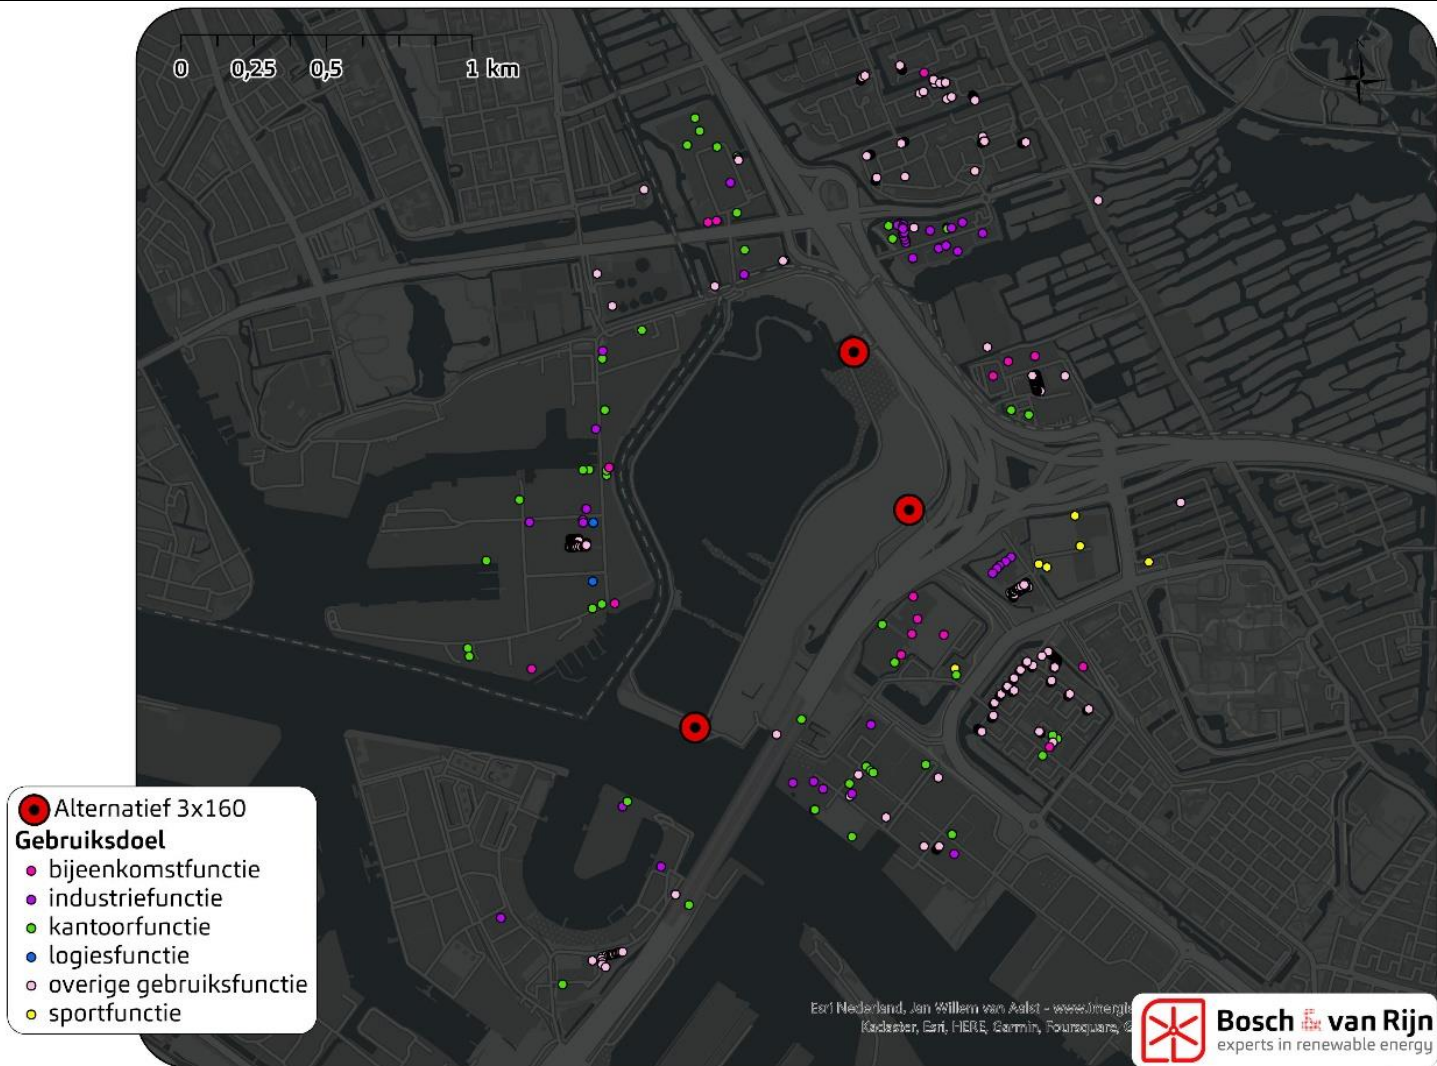 0 0,25 0,5 1 km
Alternatief 3x160
Gebruiksdoel
bijeenkomstfunctie
industriefunctie
kantoorfunctie
logiesfunctie
overige gebruiksfunctie
sportfunctie
Esri Nederland, Jan Willem van Aalst -
Kadaster, Esri, HERE, Garmin, Foursquare,
Bosch & van Rijn
experts in renewable energy